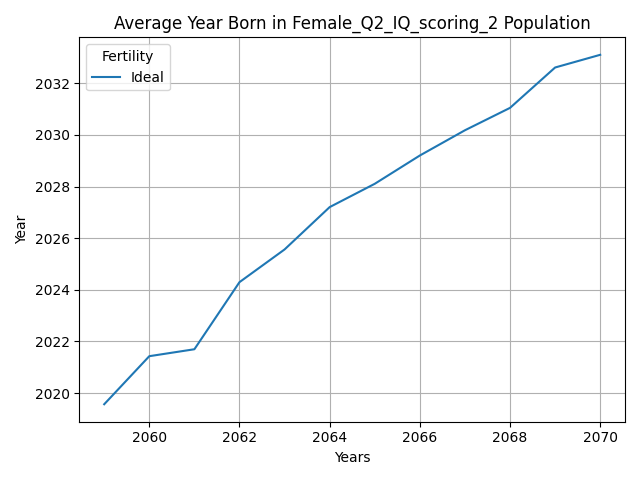 Average Year Born in Female_Q2_IQ_scoring_2 Population
Fertility
Ideal
Year
2032
2030
2028
2026
2024
2022
2020
2060 2062 2064 2066 2068 2070
Years